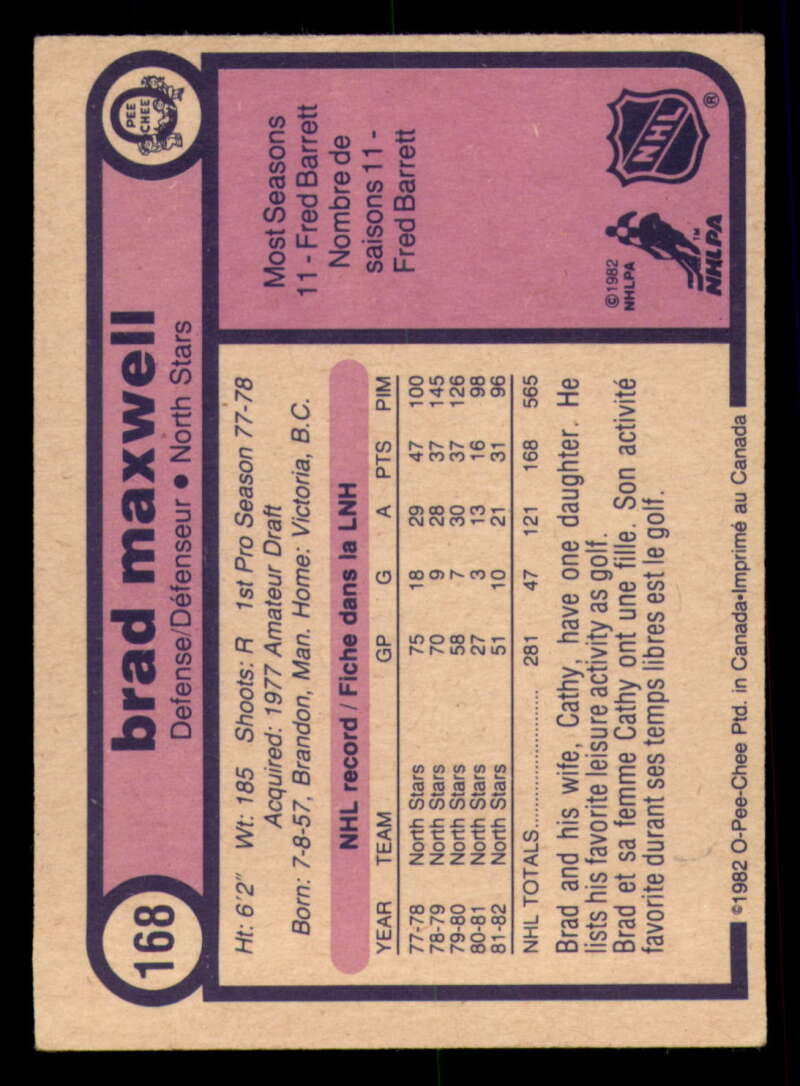 168
brad maxwell
Defense/Défenseur • North Stars
O PEE CHEE
Ht: 6'2" Wt: 185 Shoots: R 1st Pro Season 77-78
Acquired: 1977 Amateur Draft
Born: 7-8-57, Brandon, Man. Home: Victoria, B.C.
NHL record / Fiche dans la LNH
YEAR TEAM GP G A PTS PIM
77-78 North Stars 75 18 29 47 100
78-79 North Stars 70 9 28 37 145
79-80 North Stars 58 7 30 37 126
80-81 North Stars 27 3 13 16 98
81-82 North Stars 51 10 21 31 96
NHL TOTALS.................... 281 47 121 168 565
Brad and his wife, Cathy, have one daughter. He
lists his favorite leisure activity as golf.
Brad et sa femme Cathy ont une fille. Son activité
favorite durant ses temps libres est le golf.
Most Seasons
11 - Fred Barrett
Nombre de
saisons 11 -
Fred Barrett
©1982
NHLPA
NHLPA™
NHL®
©1982 O-Pee-Chee Ptd. in Canada•Imprimé au Canada